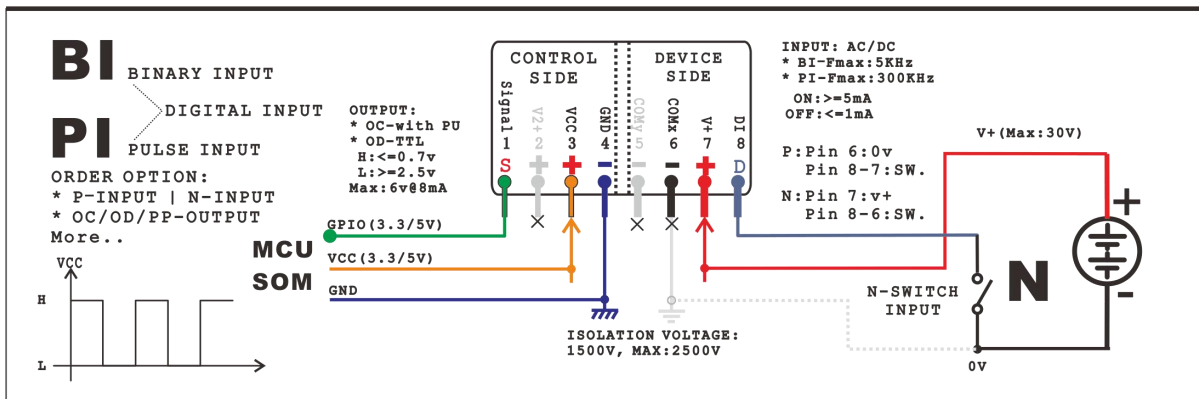 BI BINARY INPUT
DIGITAL INPUT
PI PULSE INPUT
ORDER OPTION:
* P-INPUT | N-INPUT
* OC/OD/PP-OUTPUT
More..
VCC
H
L
OUTPUT:
* OC-with PU
* OD-TTL
H:<=0.7v
L:>=2.5v
Max:6v@8mA
CONTROL SIDE
DEVICE SIDE
Signal 1
V2+ 2
VCC 3
GND 4
COMv 5
COMx 6
V+ 7
DI 8
S
+
+
-
-
-
+
D
MCU
SOM
GPIO(3.3/5V)
VCC(3.3/5V)
GND
ISOLATION VOLTAGE:
1500V, MAX:2500V
INPUT: AC/DC
* BI-Fmax:5KHz
* PI-Fmax:300KHz
ON:>=5mA
OFF:<=1mA
P:Pin 6:0v
Pin 8-7:SW.
N:Pin 7:v+
Pin 8-6:SW.
V+(Max:30V)
N-SWITCH
INPUT
N
+
-
0V